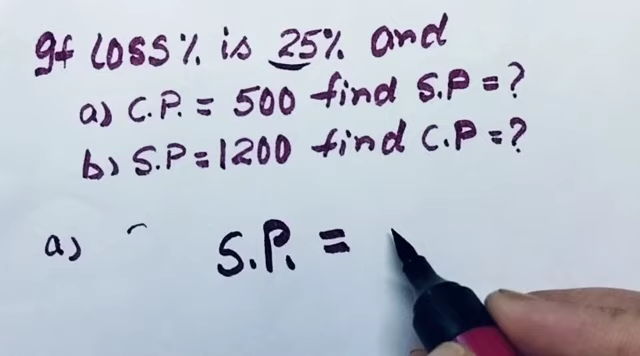 If Loss % is 25% and
a) C.P. = 500 find S.P = ?
b) S.P = 1200 find C.P = ?
a) S.P. =